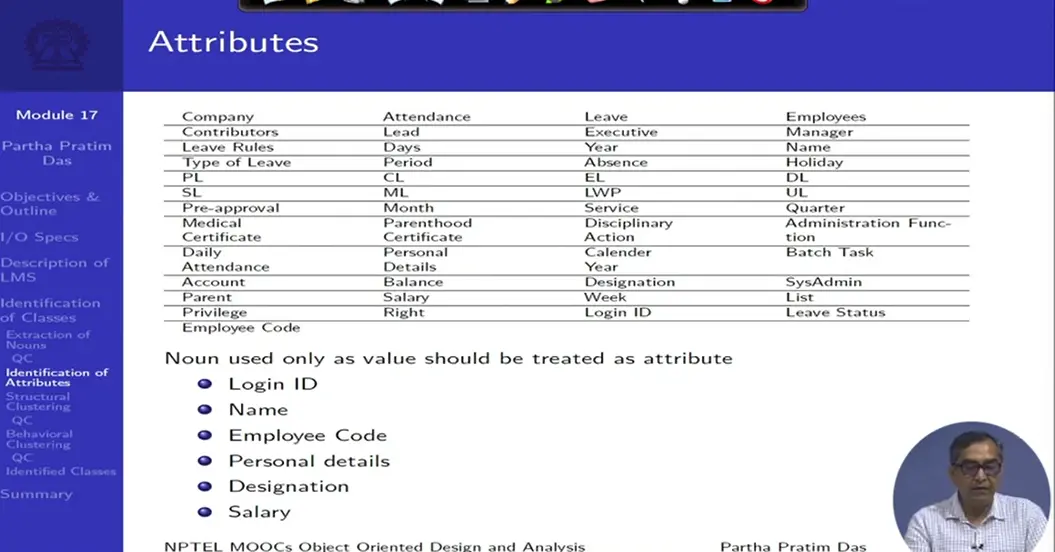 Attributes
Module 17
Partha Pratim
Das
Objectives &
Outline
I/O Specs
Description of
LMS
Identification
of Classes
Extraction of
Nouns
QC
Identification of
Attributes
Structural
Clustering
QC
Behavioral
Clustering
QC
Identified Classes
Summary
Company Attendance Leave Employees
Contributors Lead Executive Manager
Leave Rules Days Year Name
Type of Leave Period Absence Holiday
PL CL EL DL
SL ML LWP UL
Pre-approval Month Service Quarter
Medical Parenthood Disciplinary Administration Func-
Certificate Certificate Action tion
Daily Personal Calender Batch Task
Attendance Details Year
Account Balance Designation SysAdmin
Parent Salary Week List
Privilege Right Login ID Leave Status
Employee Code
Noun used only as value should be treated as attribute
Login ID
Name
Employee Code
Personal details
Designation
Salary
NPTEL MOOCs Object Oriented Design and Analysis Partha Pratim Das